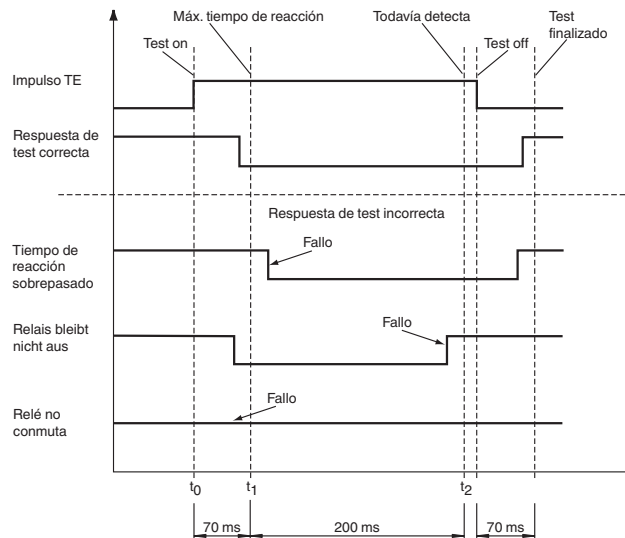 Test on
Máx. tiempo de reacción
Todavía detecta
Test off
Test
finalizado
Impulso TE
Respuesta de
test correcta
Respuesta de test incorrecta
Tiempo de
reacción
sobrepasado
Fallo
Relais bleibt
nicht aus
Fallo
Relé no
conmuta
Fallo
t0
t1
t2
70 ms
200 ms
70 ms